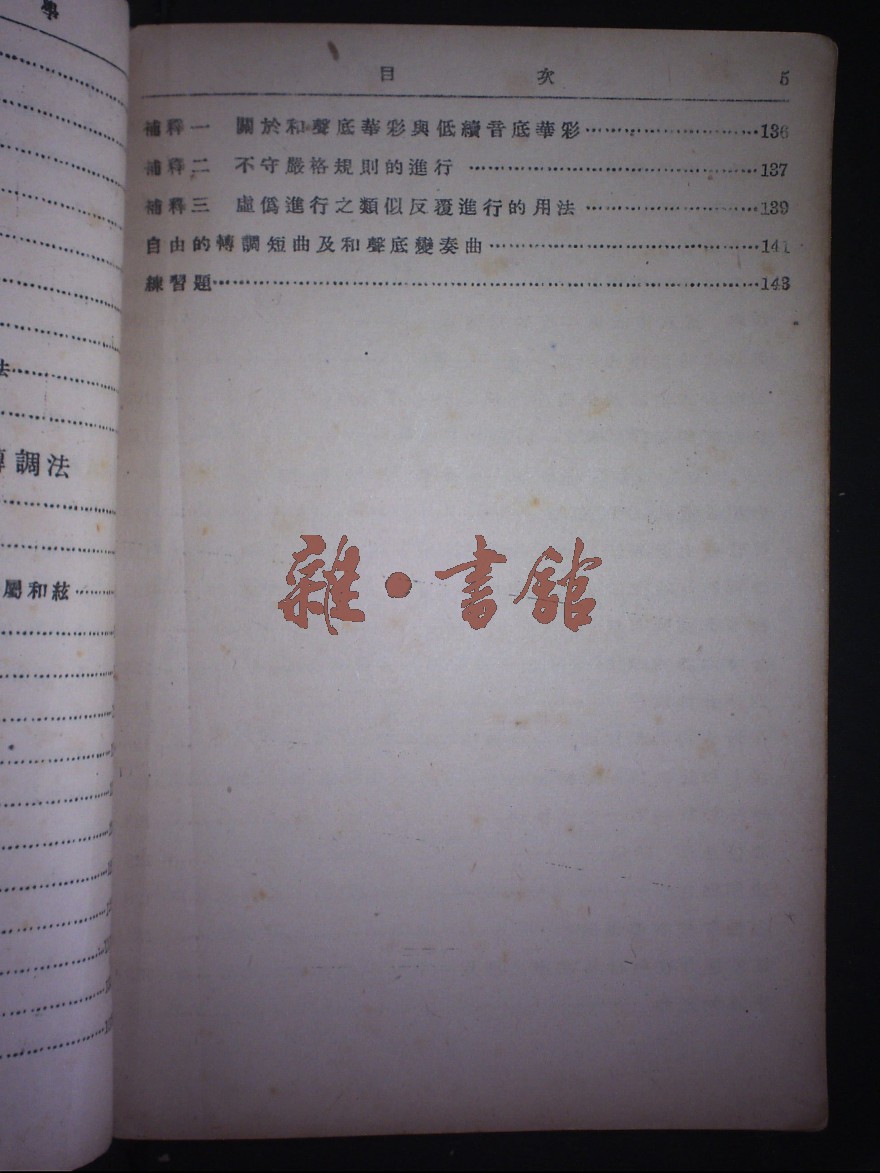 學
法
調法
屬和絃
目 次 5
補釋一 關於和聲底華彩與低續音底華彩………………………136
補釋二 不守嚴格規則的進行………………………137
補釋三 虛僞進行之類似反覆進行的用法………………………139
自由的轉調短曲及和聲底變奏曲………………………141
練習題………………………143
雜·書館